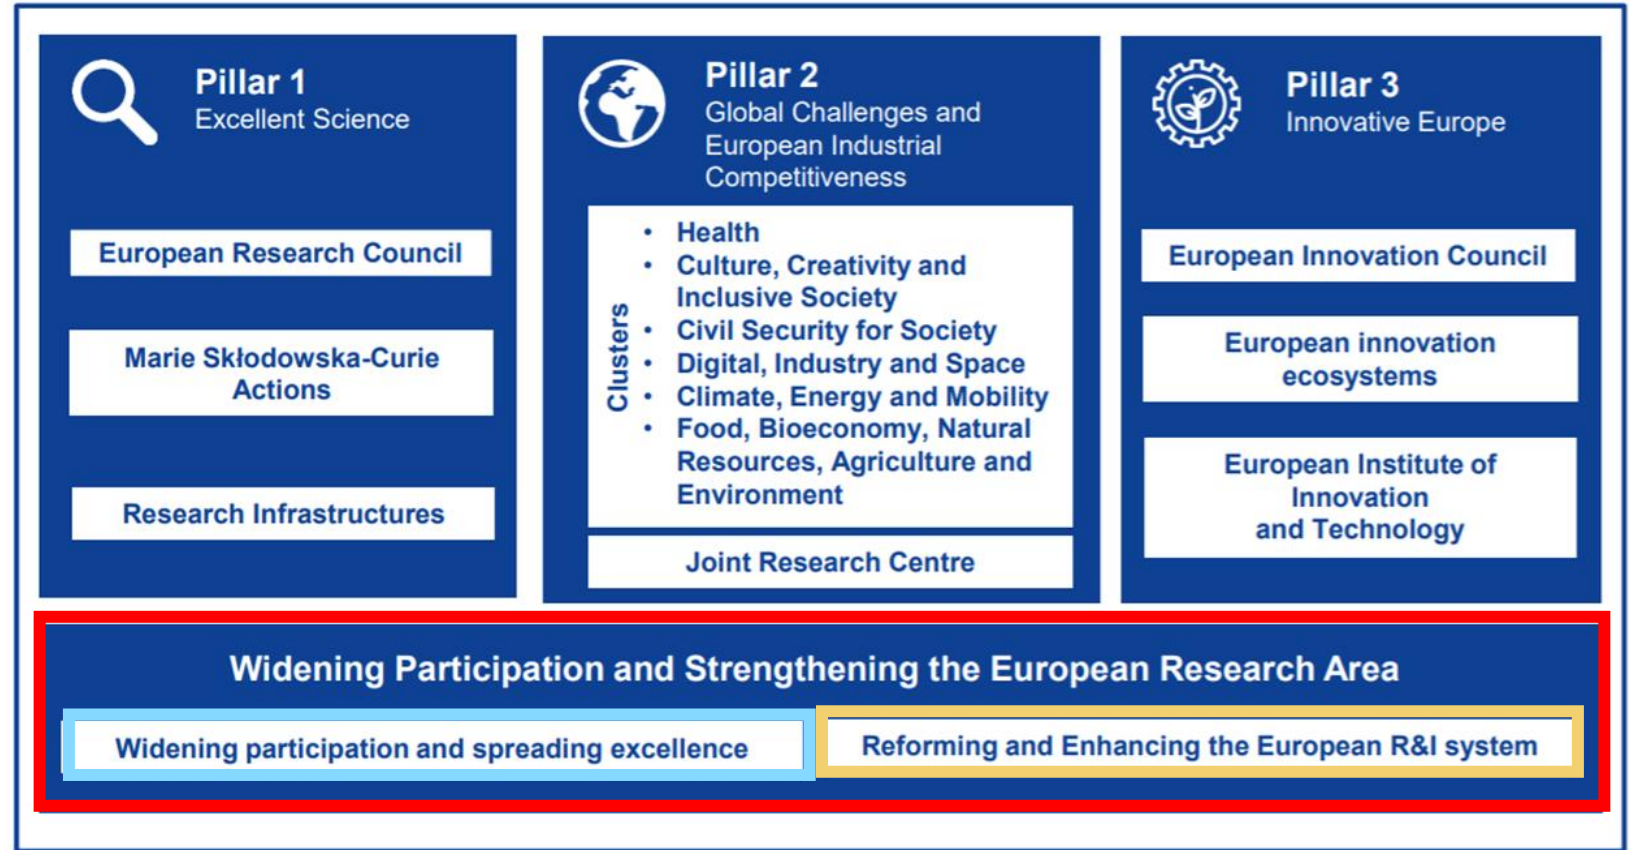 Pillar 1
Excellent Science
European Research Council
Marie Skłodowska-Curie
Actions
Research Infrastructures
Pillar 2
Global Challenges and
European Industrial
Competitiveness
Clusters
• Health
• Culture, Creativity and
Inclusive Society
• Civil Security for Society
• Digital, Industry and Space
• Climate, Energy and Mobility
• Food, Bioeconomy, Natural
Resources, Agriculture and
Environment
Joint Research Centre
Pillar 3
Innovative Europe
European Innovation Council
European innovation
ecosystems
European Institute of
Innovation
and Technology
Widening Participation and Strengthening the European Research Area
Widening participation and spreading excellence
Reforming and Enhancing the European R&I system